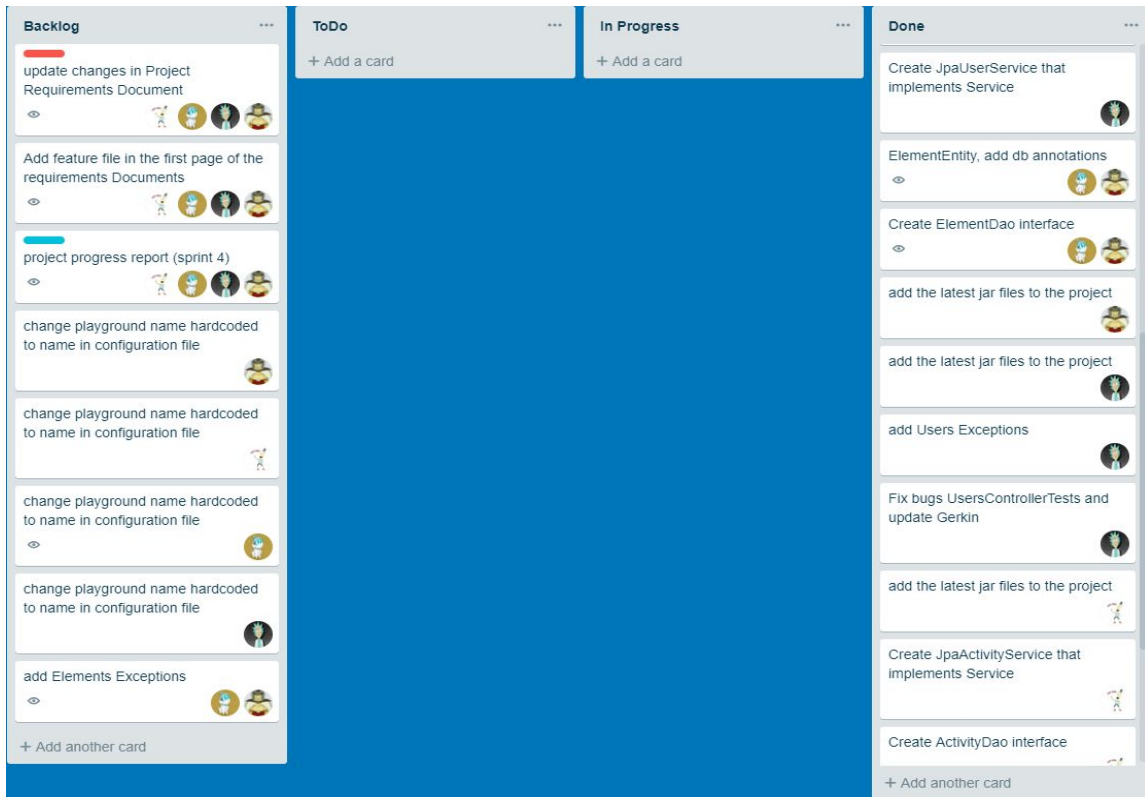 Backlog
update changes in Project
Requirements Document
Add feature file in the first page of the
requirements Documents
project progress report (sprint 4)
change playground name hardcoded
to name in configuration file
change playground name hardcoded
to name in configuration file
change playground name hardcoded
to name in configuration file
change playground name hardcoded
to name in configuration file
add Elements Exceptions
+ Add another card
ToDo
+ Add a card
In Progress
+ Add a card
Done
Create JpaUserService that
implements Service
ElementEntity, add db annotations
Create ElementDao interface
add the latest jar files to the project
add the latest jar files to the project
add Users Exceptions
Fix bugs UsersControllerTests and
update Gerkin
add the latest jar files to the project
Create JpaActivityService that
implements Service
Create ActivityDao interface
+ Add another card